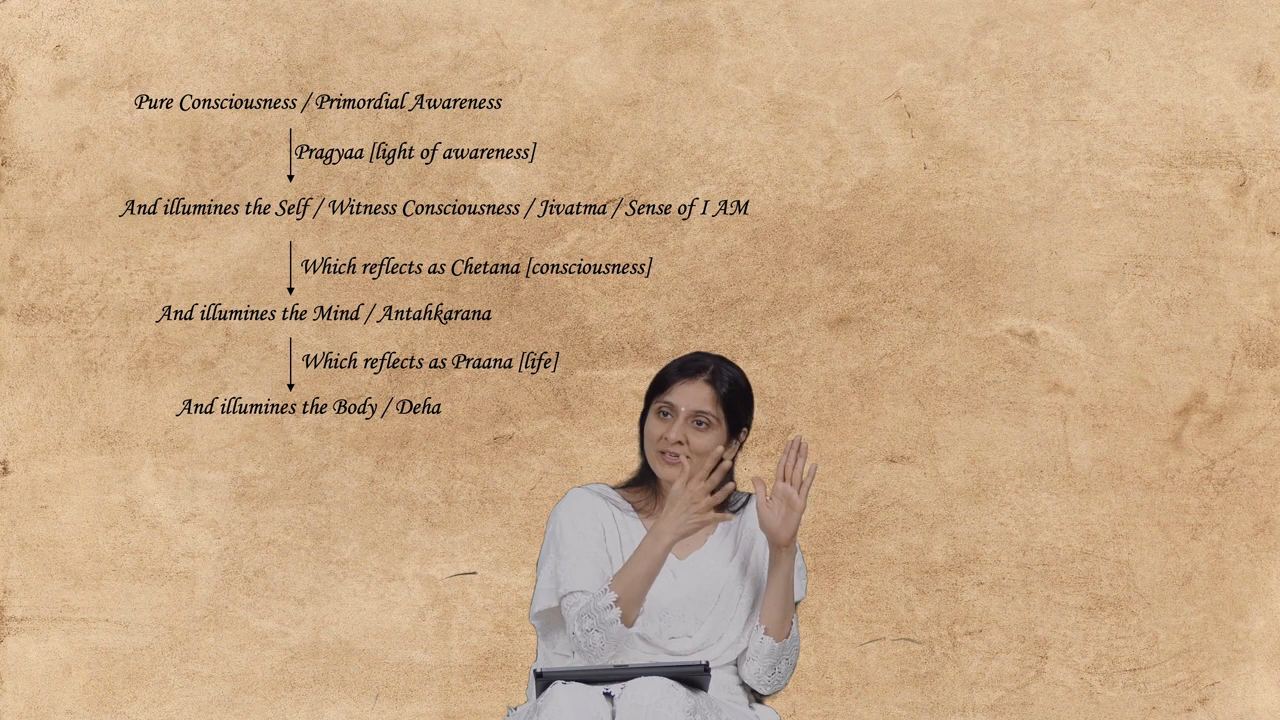 Pure Consciousness / Primordial Awareness
Pragyaa [light of awareness]
And illumines the Self / Witness Consciousness / Jivatma / Sense of I AM
Which reflects as Chetana [consciousness]
And illumines the Mind / Antahkarana
Which reflects as Praana [life]
And illumines the Body / Deha